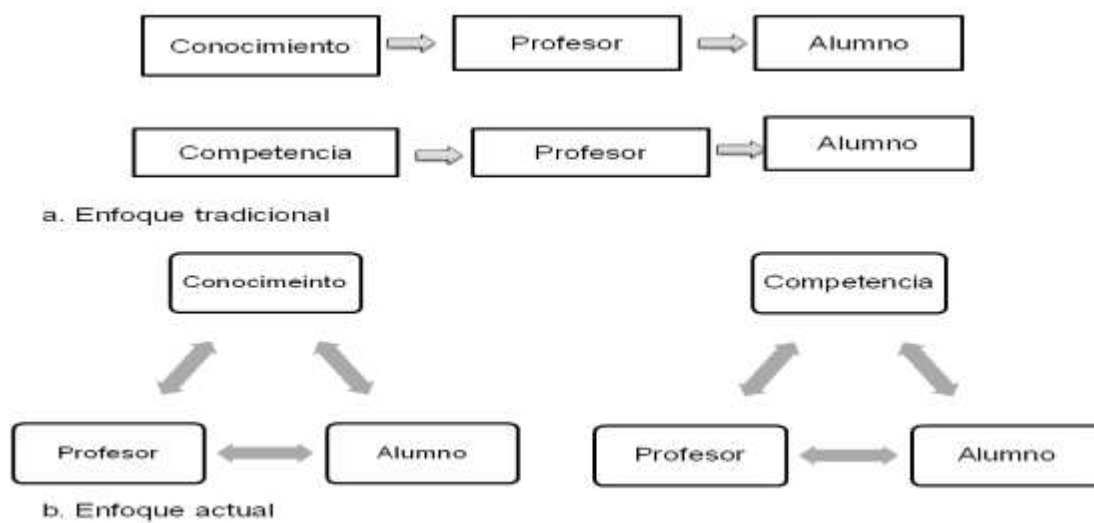 Conocimiento Profesor Alumno
Competencia Profesor Alumno
a. Enfoque tradicional
Conocimeinto Competencia
Profesor Alumno Profesor Alumno
b. Enfoque actual